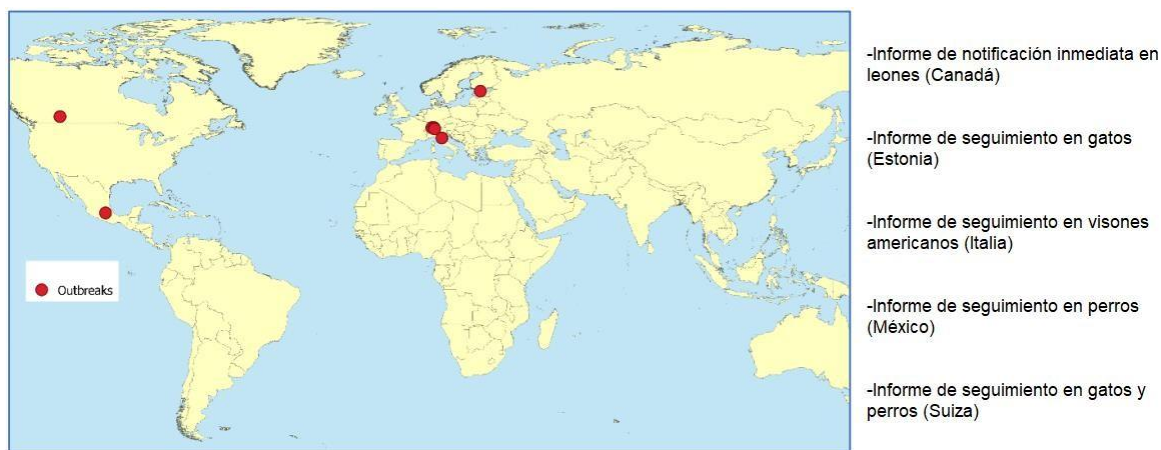 -Informe de notificación inmediata en
leones (Canadá)
-Informe de seguimiento en gatos
(Estonia)
-Informe de seguimiento en visones
americanos (Italia)
Outbreaks
-Informe de seguimiento en perros
(México)
-Informe de seguimiento en gatos y
perros (Suiza)